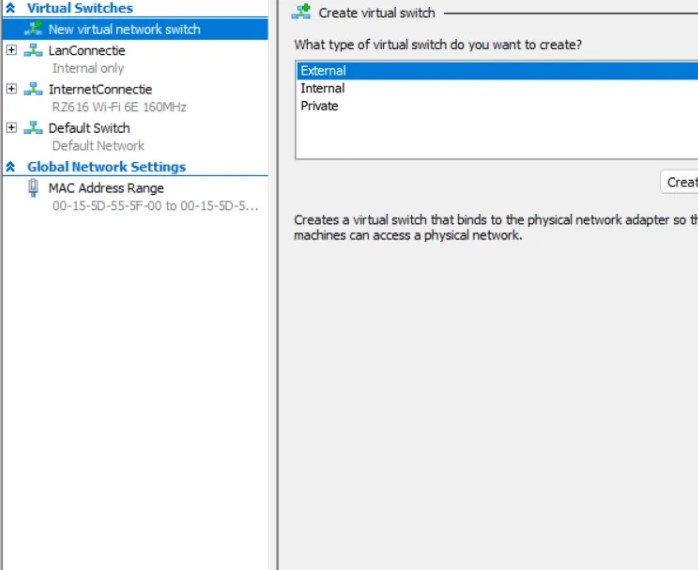 Virtual Switches
New virtual network switch
LanConnectie
Internal only
InternetConnectie
RZ616 Wi-Fi 6E 160MHz
Default Switch
Default Network
Global Network Settings
MAC Address Range
00-15-5D-55-5F-00 to 00-15-5D-5...
Create virtual switch
What type of virtual switch do you want to create?
External
Internal
Private
Creat
Creates a virtual switch that binds to the physical network adapter so th
machines can access a physical network.